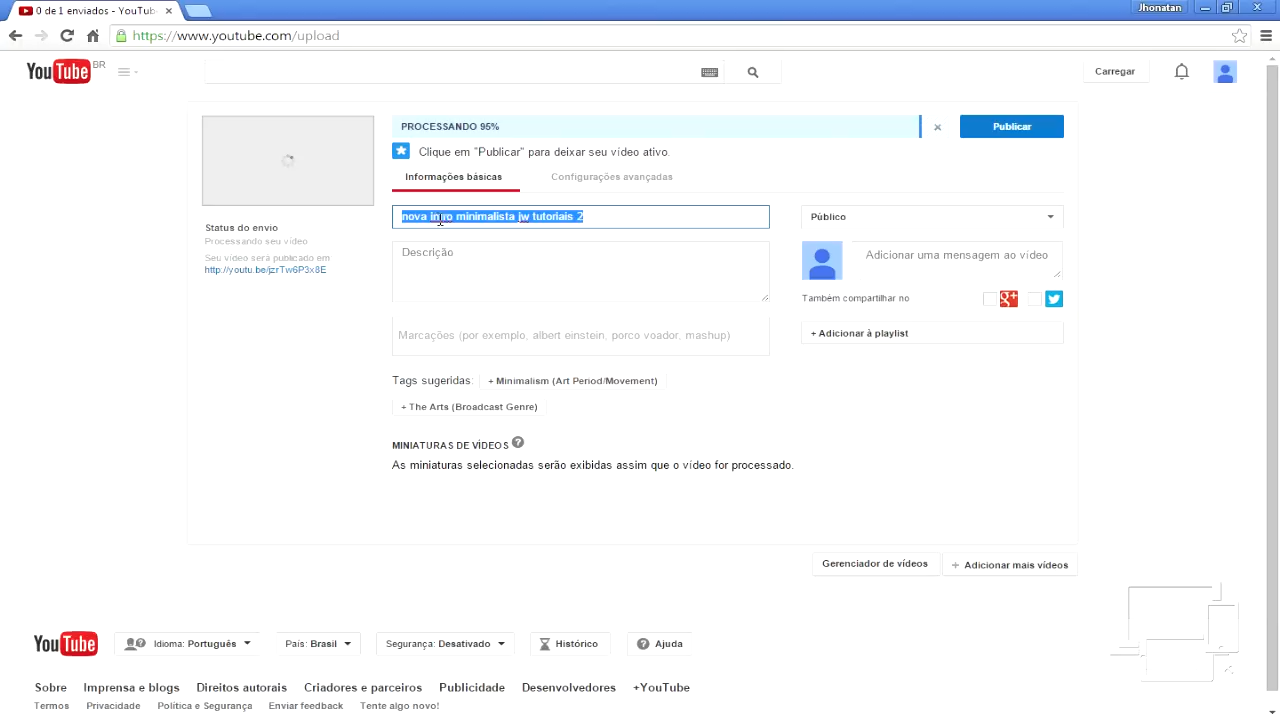 0 de 1 enviados - YouTub
Jhonatan
https://www.youtube.com/upload
YouTube BR
Carregar
PROCESSANDO 95%
Publicar
Clique em "Publicar" para deixar seu vídeo ativo.
Informações básicas
Configurações avançadas
nova intro minimalista jw tutoriais 2
Público
Status do envio
Processando seu vídeo
Seu vídeo será publicado em
http://youtu.be/jzrTw6P3x8E
Descrição
Adicionar uma mensagem ao vídeo
Também compartilhar no
g+
+ Adicionar à playlist
Marcações (por exemplo, albert einstein, porco voador, mashup)
Tags sugeridas: + Minimalism (Art Period/Movement)
+ The Arts (Broadcast Genre)
MINIATURAS DE VÍDEOS ?
As miniaturas selecionadas serão exibidas assim que o vídeo for processado.
Gerenciador de vídeos
+ Adicionar mais vídeos
YouTube
Idioma: Português
País: Brasil
Segurança: Desativado
Histórico
? Ajuda
Sobre Imprensa e blogs Direitos autorais Criadores e parceiros Publicidade Desenvolvedores +YouTube
Termos Privacidade Política e Segurança Enviar feedback Tente algo novo!